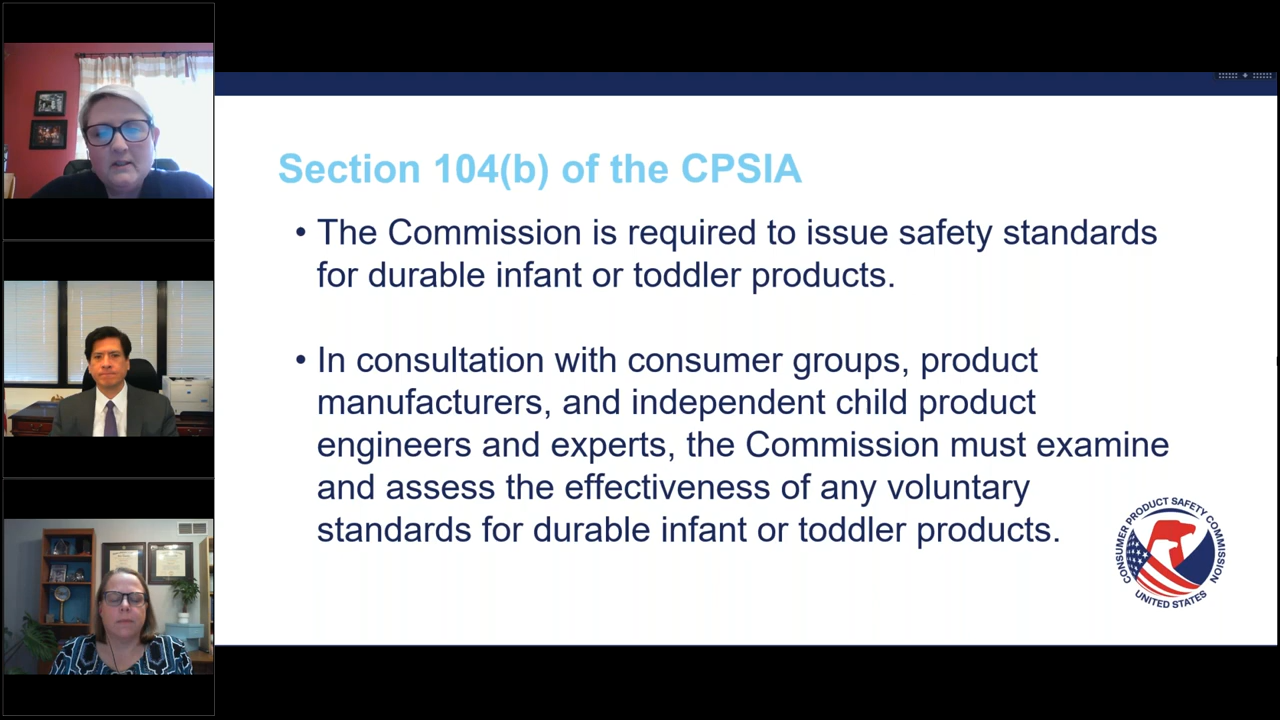 Section 104(b) of the CPSIA
• The Commission is required to issue safety standards
for durable infant or toddler products.
• In consultation with consumer groups, product
manufacturers, and independent child product
engineers and experts, the Commission must examine
and assess the effectiveness of any voluntary
standards for durable infant or toddler products.
CONSUMER PRODUCT SAFETY COMMISSION
UNITED STATES